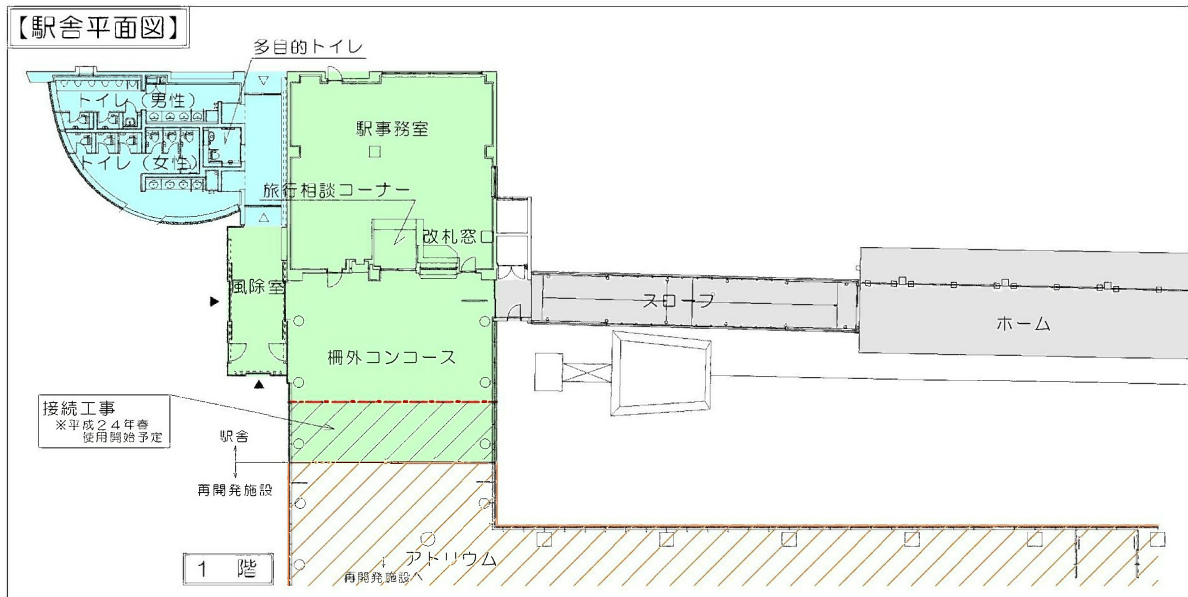 【駅舎平面図】
多目的トイレ
トイレ（男性）
駅事務室
トイレ（女性）
旅行相談コーナー
改札窓口
風除室
スロープ
ホーム
柵外コンコース
接続工事
※平成２４年春
使用開始予定
駅舎
再開発施設
アトリウム
再開発施設へ
１階